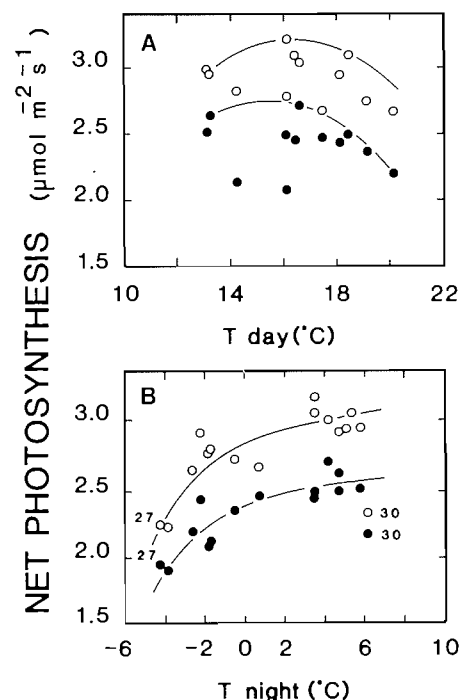 NET PHOTOSYNTHESIS (μmol m⁻² s⁻¹)
A
3.0
2.5
2.0
1.5
10 14 18 22
T day (°C)
B
3.0
2.5
2.0
1.5
27
27
30
30
-6 -4 -2 0 2 4 6 8 10
T night (°C)